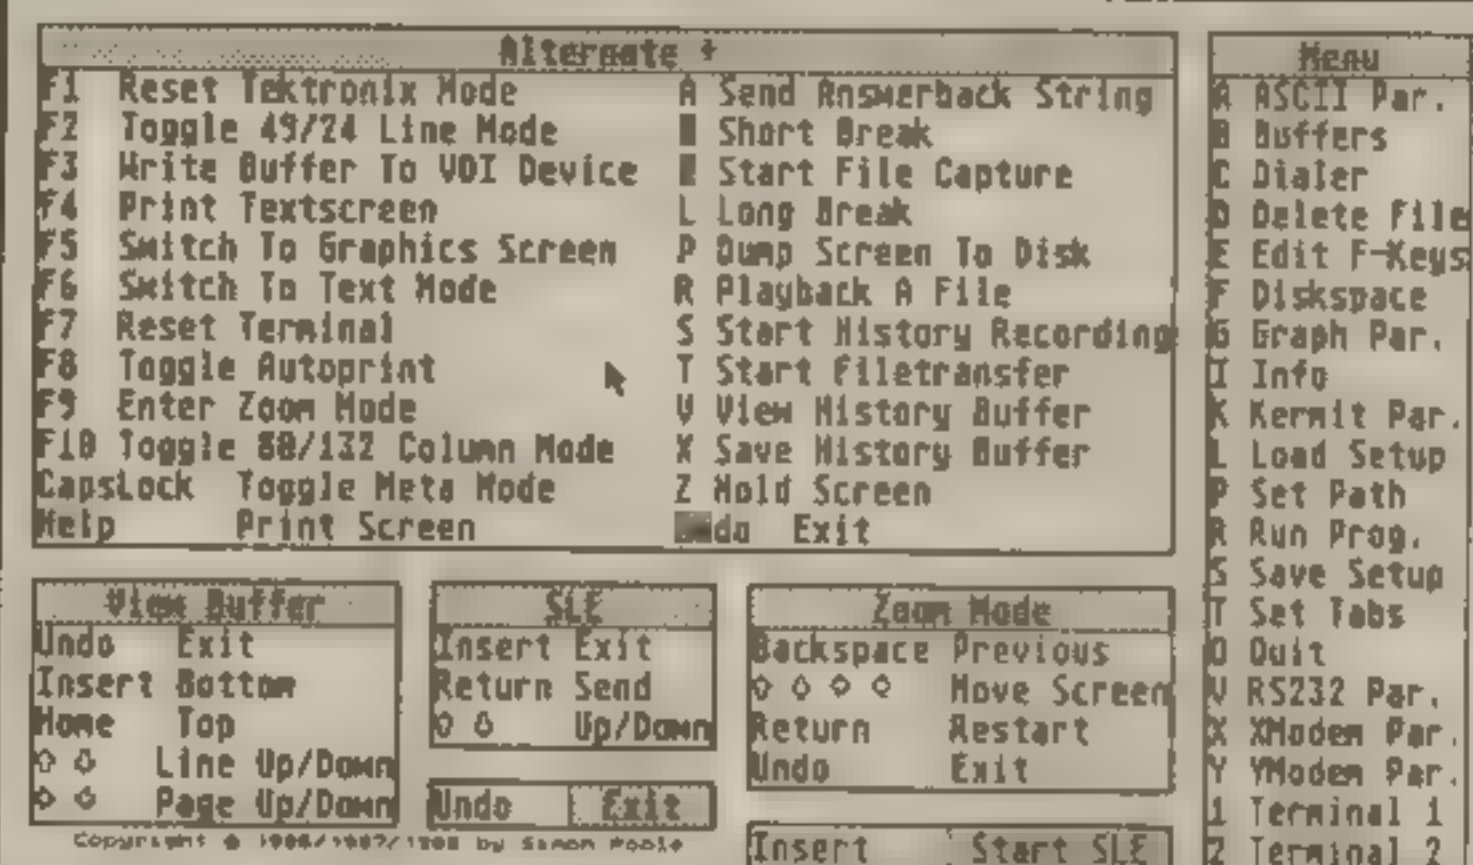 Alternate +
F1 Reset Tektronix Mode
F2 Toggle 49/24 Line Mode
F3 Write Buffer To VDI Device
F4 Print Textscreen
F5 Switch To Graphics Screen
F6 Switch To Text Mode
F7 Reset Terminal
F8 Toggle Autoprint
F9 Enter Zoom Mode
F10 Toggle 80/132 Column Mode
CapsLock Toggle Meta Mode
Help Print Screen
A Send Answerback String
Short Break
Start File Capture
L Long Break
P Dump Screen To Disk
R Playback A File
S Start History Recording
T Start Filetransfer
V View History Buffer
X Save History Buffer
Z Hold Screen
Undo Exit
Menu
A ASCII Par.
B Buffers
C Dialer
D Delete File
E Edit F-Keys
F Diskspace
G Graph Par.
I Info
K Kermit Par.
L Load Setup
P Set Path
R Run Prog.
S Save Setup
T Set Tabs
Q Quit
V RS232 Par.
X XModem Par.
Y YModem Par.
1 Terminal 1
2 Terminal 2
View Buffer
Undo Exit
Insert Bottom
Home Top
⇧ ⇩ Line Up/Down
⇧ ⇩ Page Up/Down
SLE
Insert Exit
Return Send
⇧ ⇩ Up/Down
Undo Exit
Zoom Mode
Backspace Previous
⇧ ⇩ ⇨ ⇦ Move Screen
Return Restart
Undo Exit
Insert Start SLE
Copyright © 1986/1987/1988 by Simon Poole